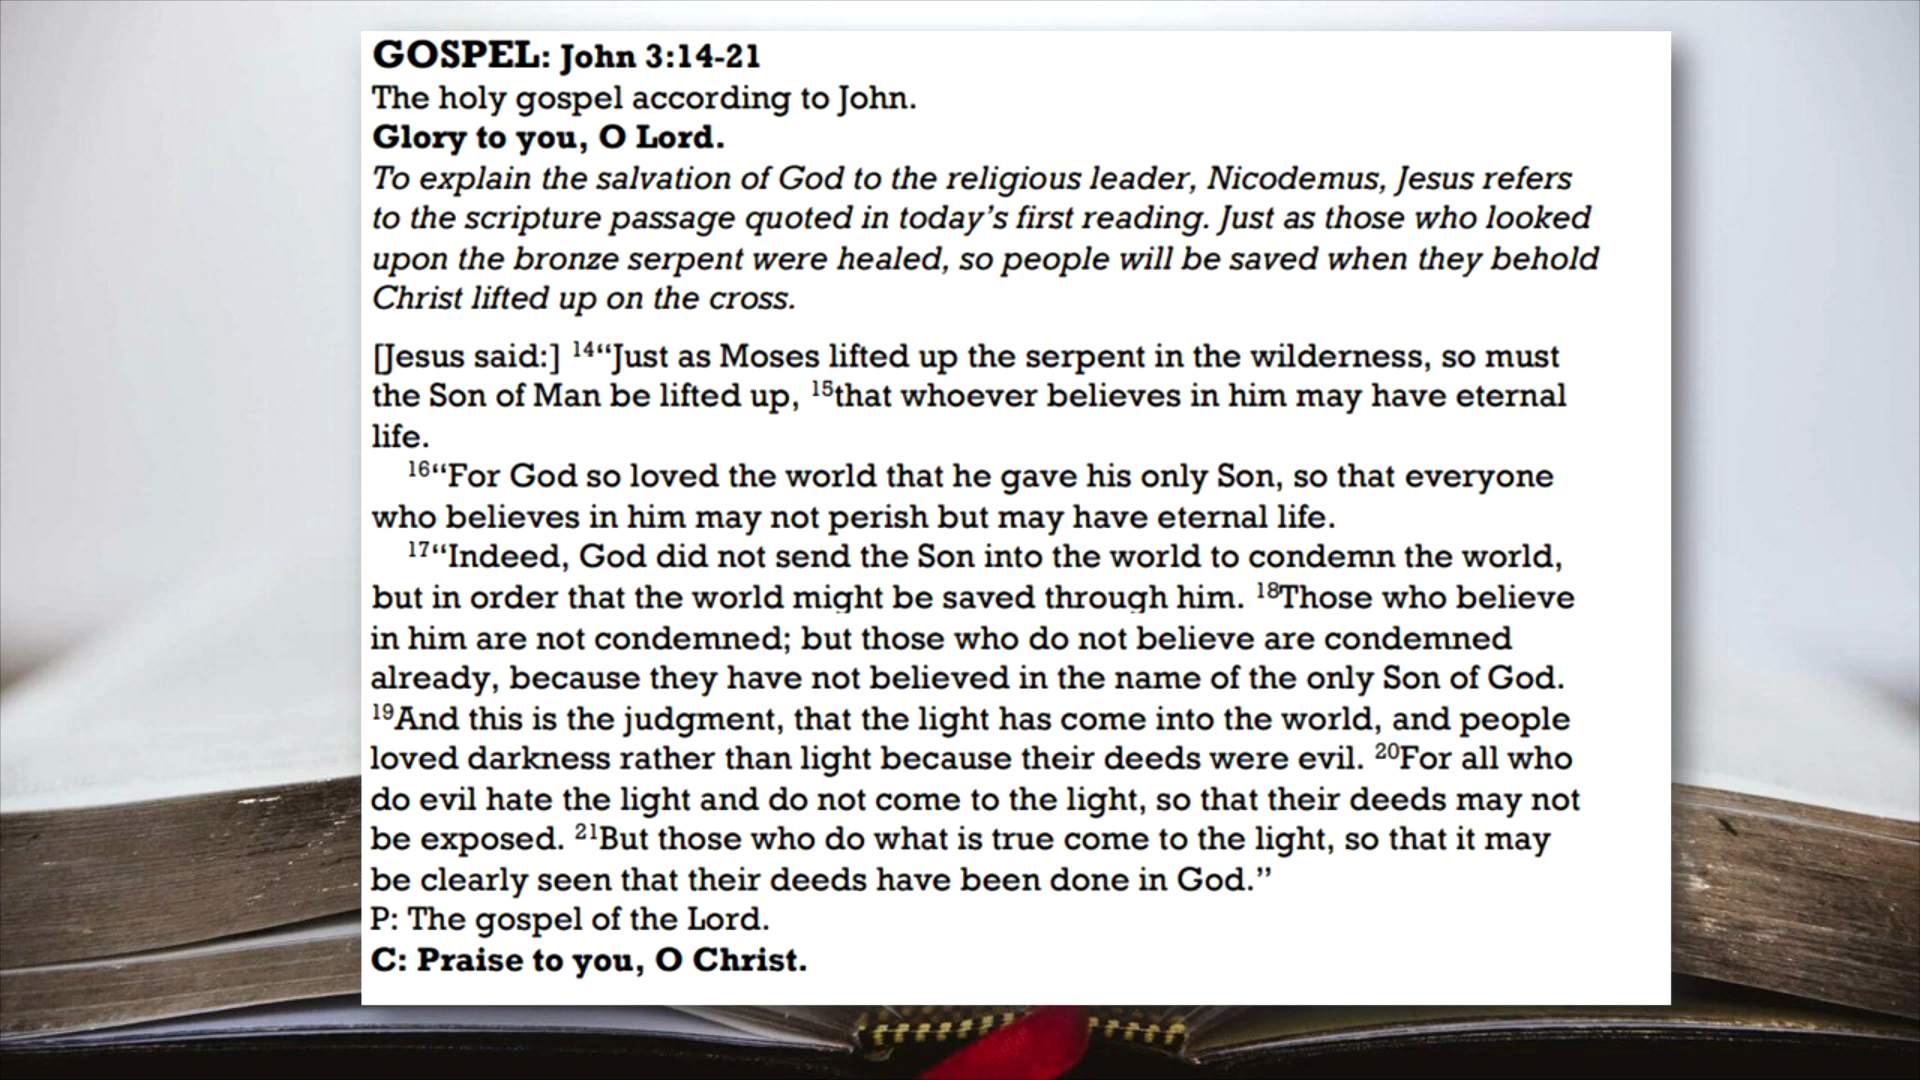 GOSPEL: John 3:14-21
The holy gospel according to John.
Glory to you, O Lord.
To explain the salvation of God to the religious leader, Nicodemus, Jesus refers
to the scripture passage quoted in today’s first reading. Just as those who looked
upon the bronze serpent were healed, so people will be saved when they behold
Christ lifted up on the cross.
[Jesus said:] 14“Just as Moses lifted up the serpent in the wilderness, so must
the Son of Man be lifted up, 15that whoever believes in him may have eternal
life.
16“For God so loved the world that he gave his only Son, so that everyone
who believes in him may not perish but may have eternal life.
17“Indeed, God did not send the Son into the world to condemn the world,
but in order that the world might be saved through him. 18Those who believe
in him are not condemned; but those who do not believe are condemned
already, because they have not believed in the name of the only Son of God.
19And this is the judgment, that the light has come into the world, and people
loved darkness rather than light because their deeds were evil. 20For all who
do evil hate the light and do not come to the light, so that their deeds may not
be exposed. 21But those who do what is true come to the light, so that it may
be clearly seen that their deeds have been done in God.”
P: The gospel of the Lord.
C: Praise to you, O Christ.